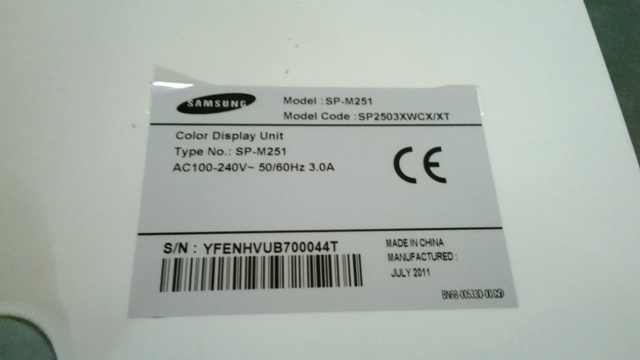 SAMSUNG
Model : SP-M251
Model Code : SP2503XWCX/XT
Color Display Unit
Type No.: SP-M251
AC100-240V~ 50/60Hz 3.0A
CE
S/N : YFENHVUB700044T
MADE IN CHINA
MANUFACTURED :
JULY 2011